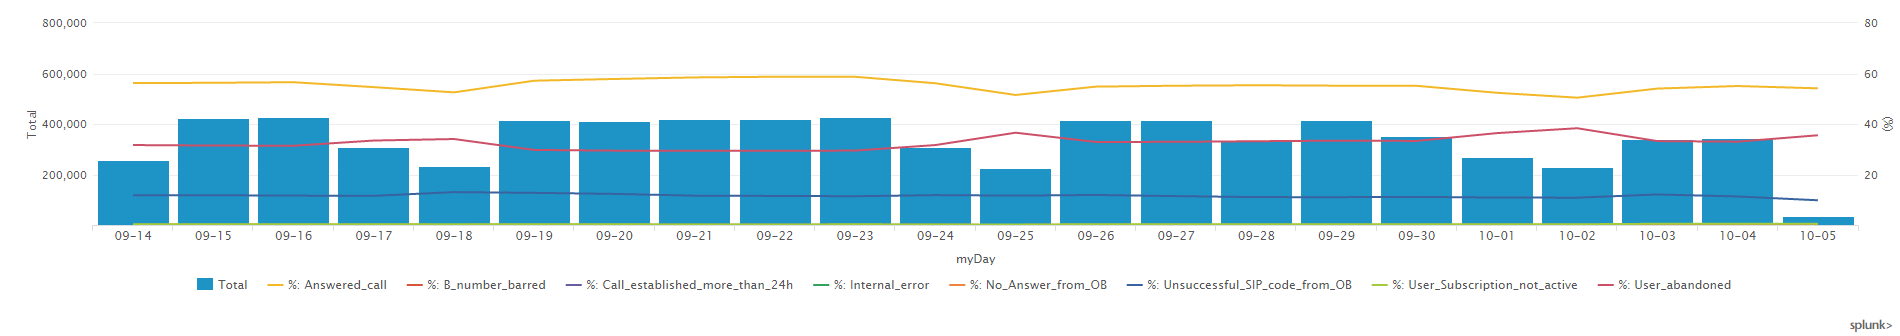 800,000 80
600,000 60
Total 400,000 40 (%)
200,000 20
09-14 09-15 09-16 09-17 09-18 09-19 09-20 09-21 09-22 09-23 09-24 09-25 09-26 09-27 09-28 09-29 09-30 10-01 10-02 10-03 10-04 10-05
myDay
Total %: Answered_call %: B_number_barred %: Call_established_more_than_24h %: Internal_error %: No_Answer_from_OB %: Unsuccessful_SIP_code_from_OB %: User_Subscription_not_active %: User_abandoned
splunk>